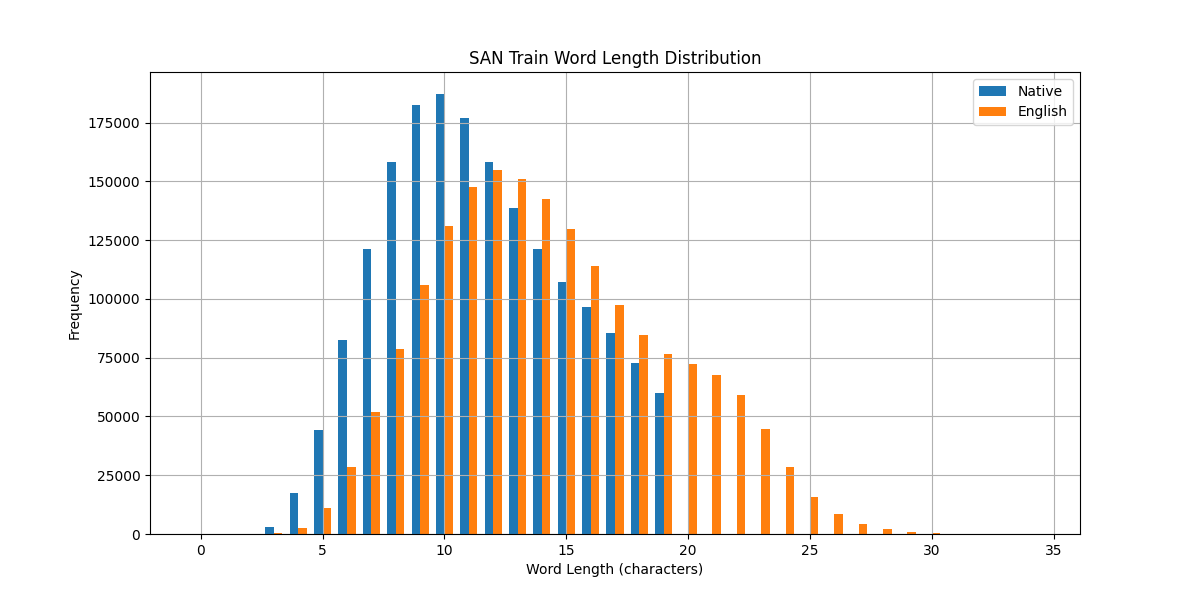 SAN Train Word Length Distribution
Native
English
175000
150000
125000
100000
75000
50000
25000
0
Frequency
0 5 10 15 20 25 30 35
Word Length (characters)